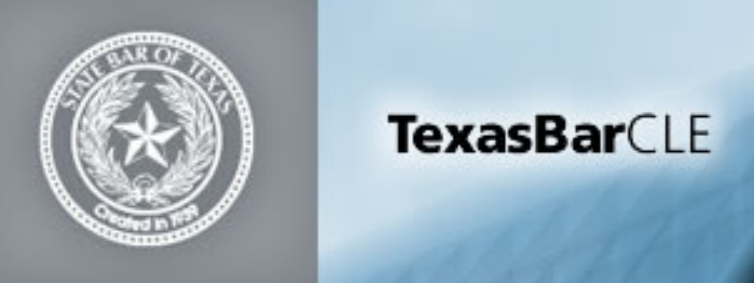 STATE BAR OF TEXAS
Created in 1939
TexasBarCLE